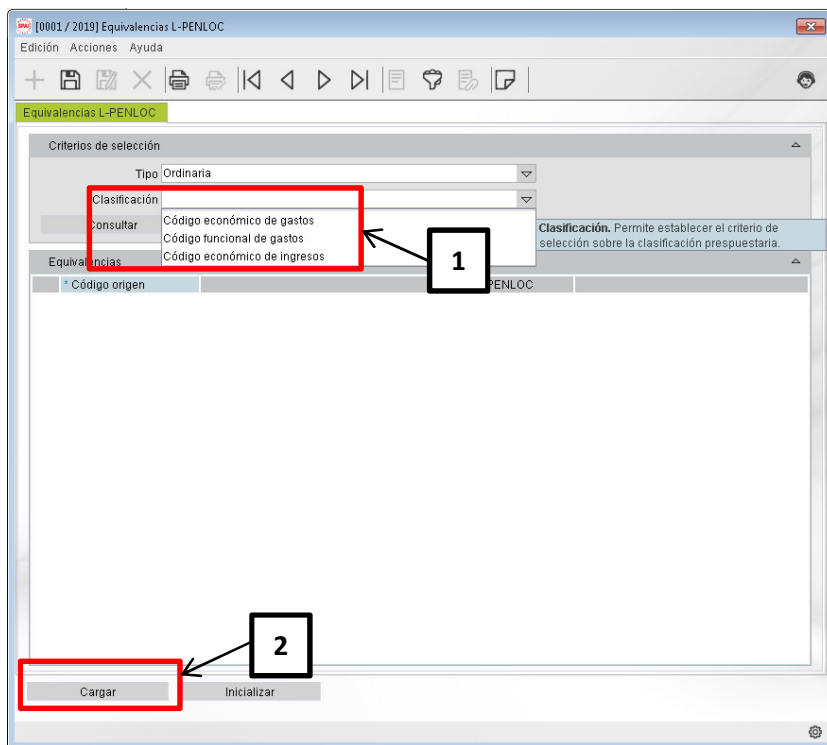 SPAI [0001 / 2019] Equivalencias L-PENLOC
Edición Acciones Ayuda
Equivalencias L-PENLOC
Criterios de selección
Tipo Ordinaria
Clasificación
Consultar
Código económico de gastos
Código funcional de gastos
Código económico de ingresos
Clasificación. Permite establecer el criterio de
selección sobre la clasificación prespuestaria.
1
Equivalencias
* Código origen PENLOC
2
Cargar Inicializar